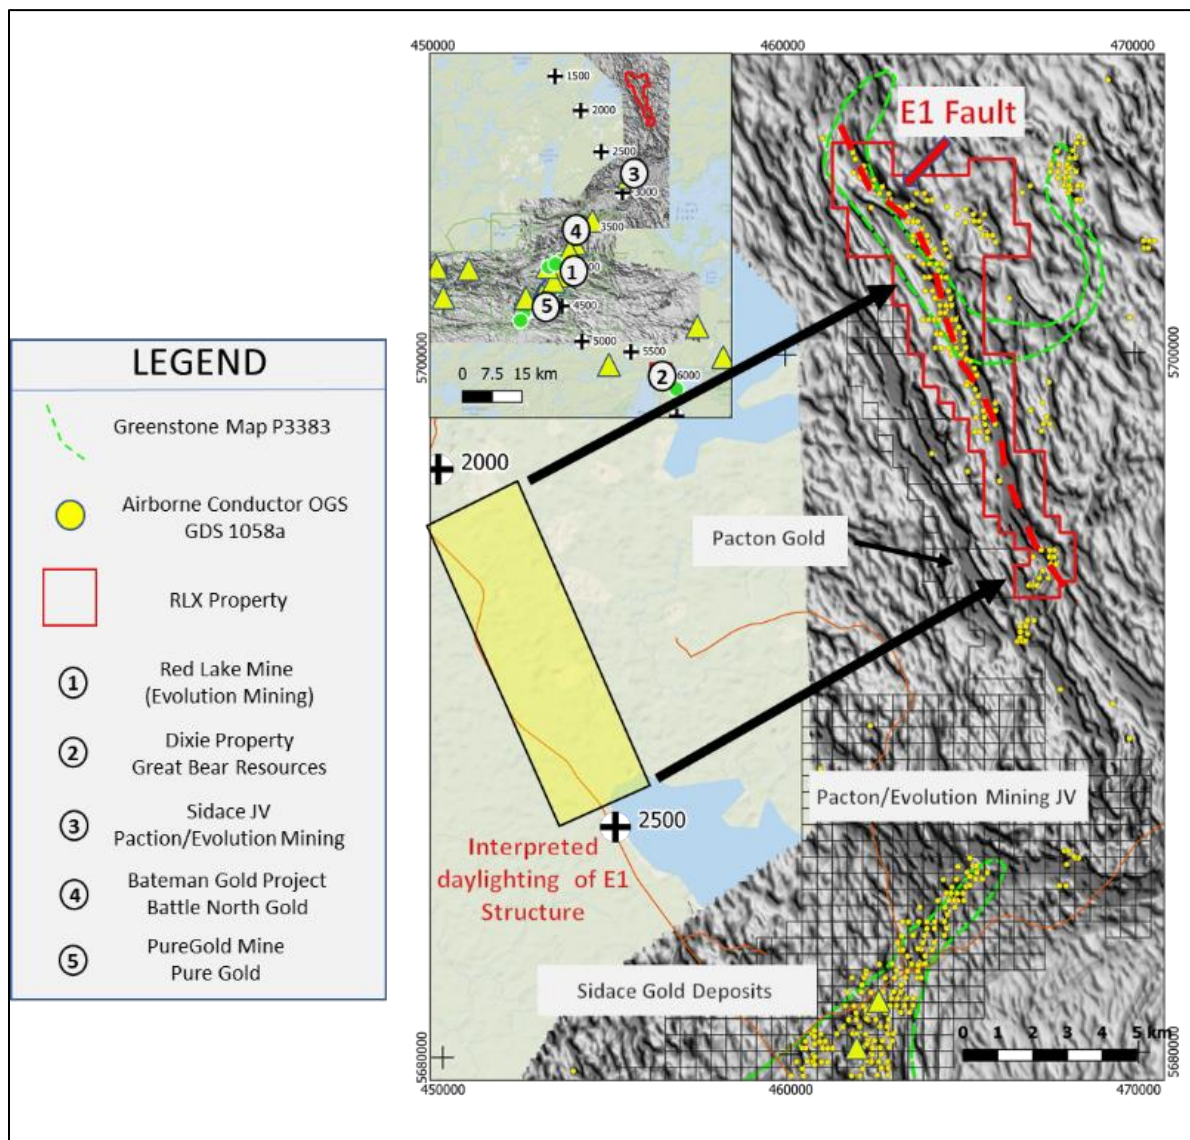 450000
460000
470000
1500
2000
2500
3000
3500
4500
5000
5500
6000
0 7.5 15 km
1
2
3
4
5
E1 Fault
5700000
5700000
LEGEND
Greenstone Map P3383
Airborne Conductor OGS
GDS 1058a
RLX Property
1
Red Lake Mine
(Evolution Mining)
2
Dixie Property
Great Bear Resources
3
Sidace JV
Paction/Evolution Mining
4
Bateman Gold Project
Battle North Gold
5
PureGold Mine
Pure Gold
2000
Pacton Gold
Pacton/Evolution Mining JV
2500
Interpreted
daylighting of E1
Structure
Sidace Gold Deposits
0 1 2 3 4 5 km
5680000
5680000
450000
460000
470000